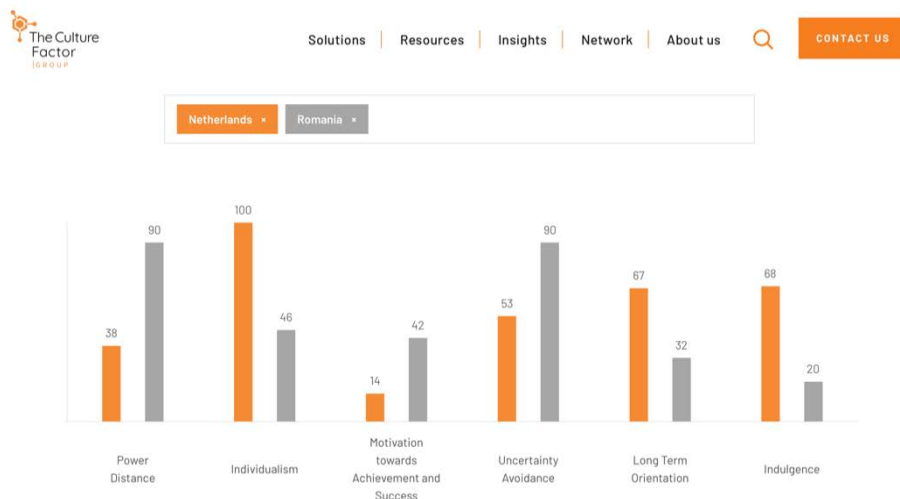 The Culture
Factor
|GROUP
Solutions
Resources
Insights
Network
About us
CONTACT US
Netherlands ×
Romania ×
38
90
100
46
14
42
53
90
67
32
68
20
Power
Distance
Individualism
Motivation
towards
Achievement and
Success
Uncertainty
Avoidance
Long Term
Orientation
Indulgence